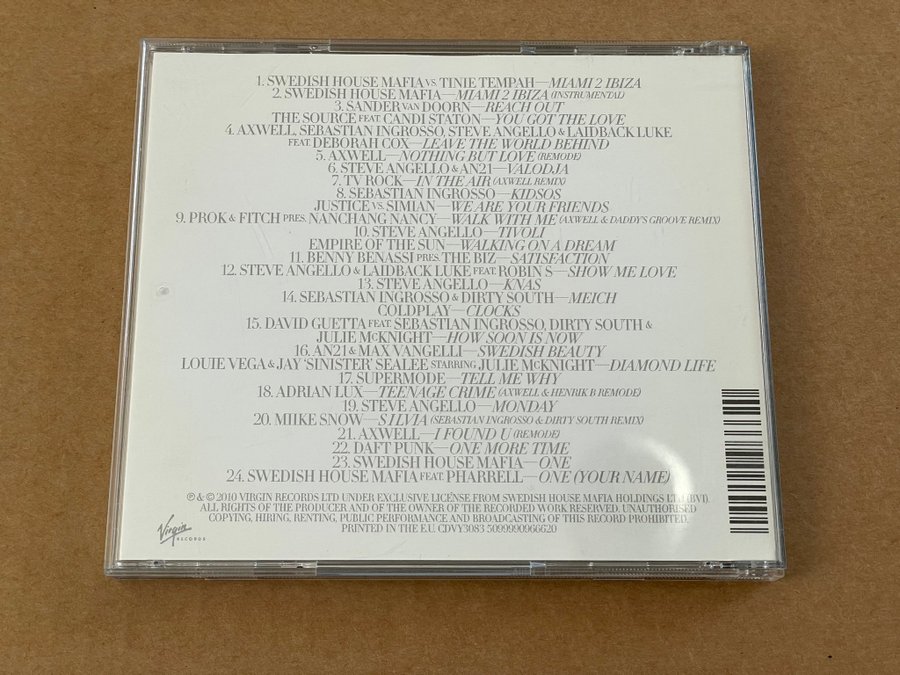 1. SWEDISH HOUSE MAFIA VS. TINIE TEMPAH—MIAMI 2 IBIZA
2. SWEDISH HOUSE MAFIA—MIAMI 2 IBIZA (INSTRUMENTAL)
3. SANDER VAN DOORN—REACH OUT
THE SOURCE FEAT. CANDI STATON—YOU GOT THE LOVE
4. AXWELL, SEBASTIAN INGROSSO, STEVE ANGELLO & LAIDBACK LUKE
FEAT. DEBORAH COX—LEAVE THE WORLD BEHIND
5. AXWELL—NOTHING BUT LOVE (REMODE)
6. STEVE ANGELLO & AN21—VALODJA
7. TV ROCK—IN THE AIR (AXWELL REMIX)
8. SEBASTIAN INGROSSO—KIDSOS
JUSTICE VS. SIMIAN—WE ARE YOUR FRIENDS
9. PROK & FITCH PRES. NANCHANG NANCY—WALK WITH ME (AXWELL & DADDY'S GROOVE REMIX)
10. STEVE ANGELLO—TIVOLI
EMPIRE OF THE SUN—WALKING ON A DREAM
11. BENNY BENASSI PRES. THE BIZ—SATISFACTION
12. STEVE ANGELLO & LAIDBACK LUKE FEAT. ROBIN S—SHOW ME LOVE
13. STEVE ANGELLO—KNAS
14. SEBASTIAN INGROSSO & DIRTY SOUTH—MEICH
COLDPLAY—CLOCKS
15. DAVID GUETTA FEAT. SEBASTIAN INGROSSO, DIRTY SOUTH &
JULIE McKNIGHT—HOW SOON IS NOW
16. AN21 & MAX VANGELLI—SWEDISH BEAUTY
LOUIE VEGA & JAY 'SINISTER' SEALEE STARRING JULIE McKNIGHT—DIAMOND LIFE
17. SUPERMODE—TELL ME WHY
18. ADRIAN LUX—TEENAGE CRIME (AXWELL & HENRIK B REMODE)
19. STEVE ANGELLO—MONDAY
20. MIIKE SNOW—SILVIA (SEBASTIAN INGROSSO & DIRTY SOUTH REMIX)
21. AXWELL—I FOUND U (REMODE)
22. DAFT PUNK—ONE MORE TIME
23. SWEDISH HOUSE MAFIA—ONE
24. SWEDISH HOUSE MAFIA FEAT. PHARRELL—ONE (YOUR NAME)
℗ & © 2010 VIRGIN RECORDS LTD UNDER EXCLUSIVE LICENSE FROM SWEDISH HOUSE MAFIA HOLDINGS LTD (BVI).
ALL RIGHTS OF THE PRODUCER AND OF THE OWNER OF THE RECORDED WORK RESERVED. UNAUTHORISED
COPYING, HIRING, RENTING, PUBLIC PERFORMANCE AND BROADCASTING OF THIS RECORD PROHIBITED.
PRINTED IN THE E.U. CDVY3083 5099990966620
Virgin
RECORDS